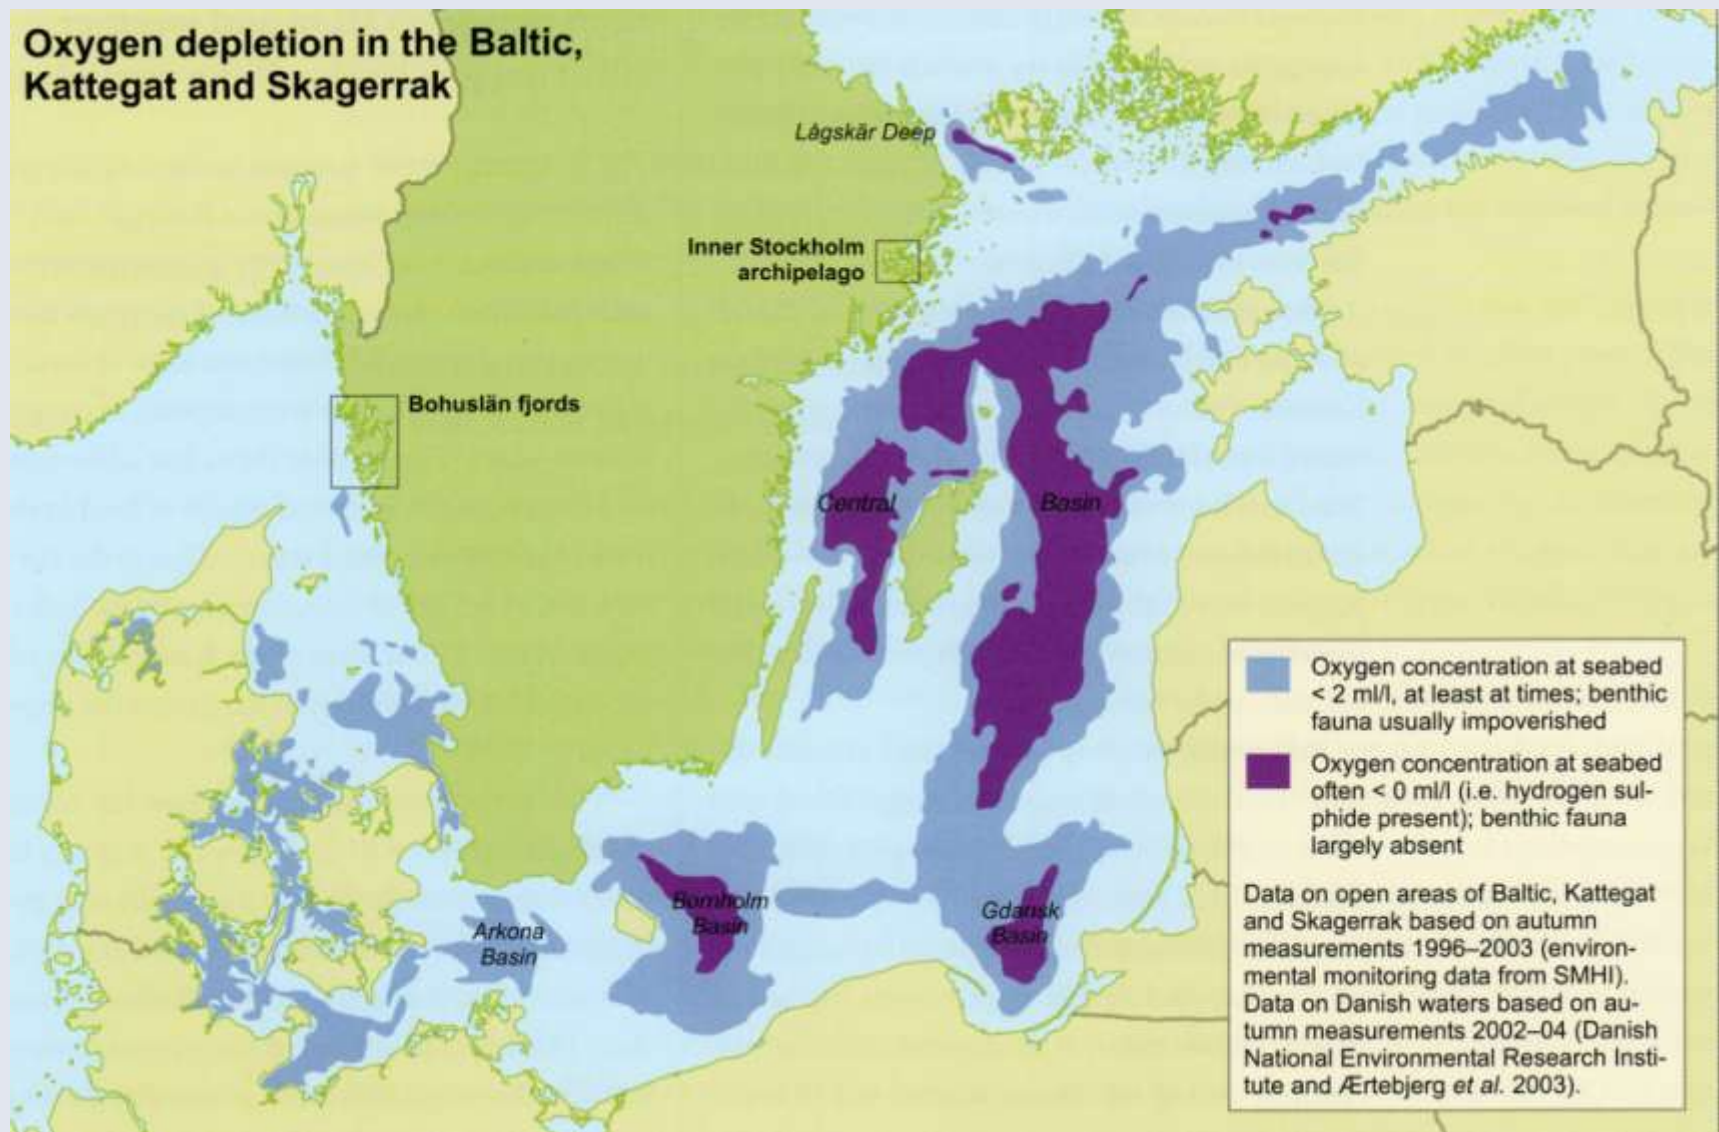 Oxygen depletion in the Baltic,
Kattegat and Skagerrak
Lågskär Deep
Inner Stockholm
archipelago
Bohuslän fjords
Central
Basin
Bornholm
Basin
Arkona
Basin
Gdansk
Basin
Oxygen concentration at seabed
< 2 ml/l, at least at times; benthic
fauna usually impoverished
Oxygen concentration at seabed
often < 0 ml/l (i.e. hydrogen sul-
phide present); benthic fauna
largely absent
Data on open areas of Baltic, Kattegat
and Skagerrak based on autumn
measurements 1996–2003 (environ-
mental monitoring data from SMHI).
Data on Danish waters based on au-
tumn measurements 2002–04 (Danish
National Environmental Research Insti-
tute and Ærtebjerg et al. 2003).